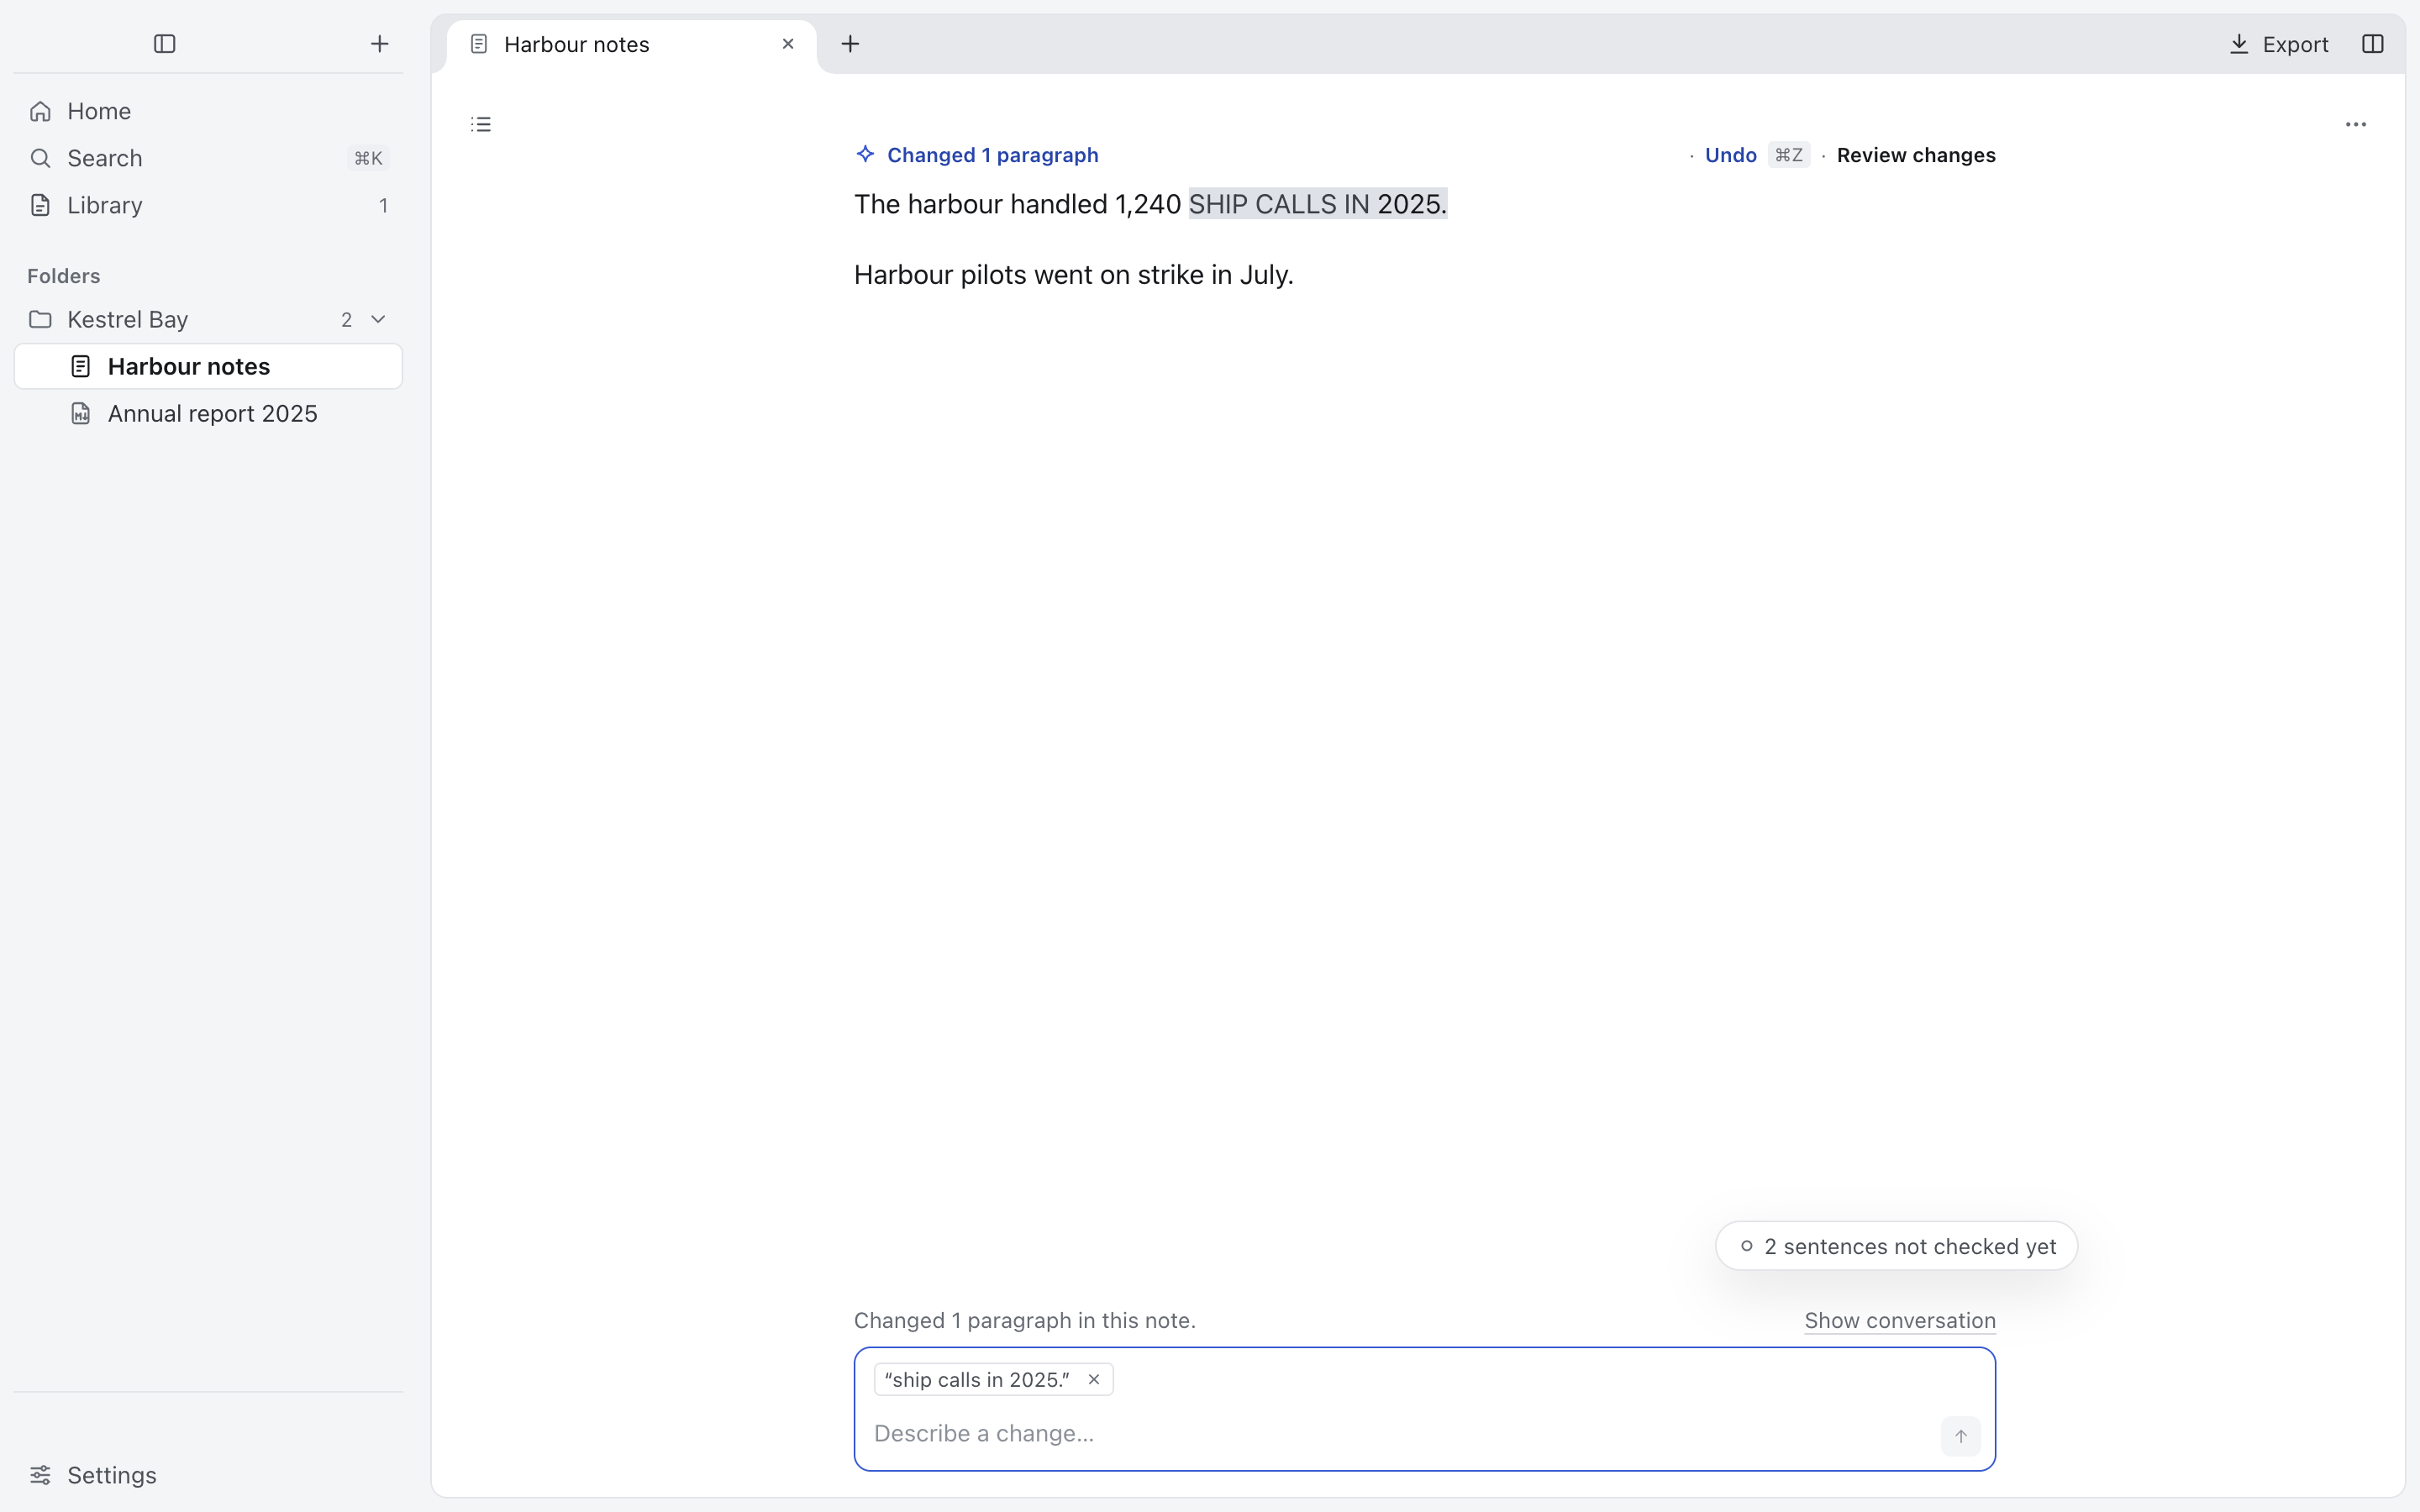 Harbour notes
Export
Home
Search ⌘K
Library 1
Folders
Kestrel Bay 2
Harbour notes
Annual report 2025
Changed 1 paragraph · Undo ⌘Z · Review changes
The harbour handled 1,240 SHIP CALLS IN 2025.
Harbour pilots went on strike in July.
2 sentences not checked yet
Changed 1 paragraph in this note. Show conversation
“ship calls in 2025.”
Describe a change...
Settings